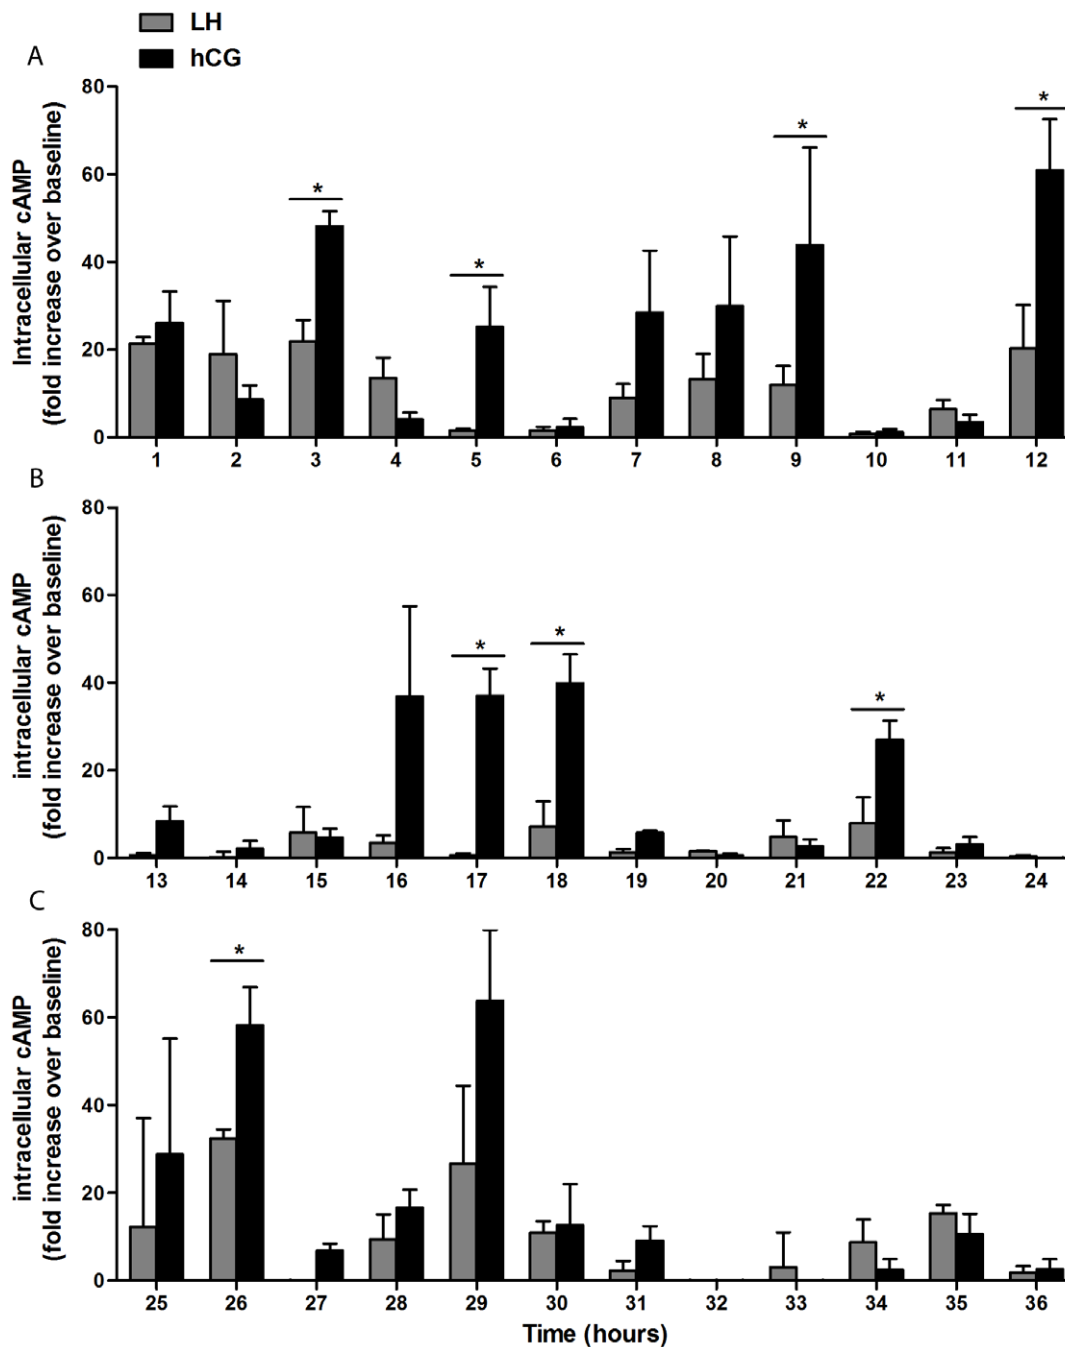 LH
hCG
A
Intracellular cAMP
(fold increase over baseline)
80
60
40
20
0
* * * *
1 2 3 4 5 6 7 8 9 10 11 12
B
intracellular cAMP
(fold increase over baseline)
80
60
40
20
0
* * *
13 14 15 16 17 18 19 20 21 22 23 24
C
intracellular cAMP
(fold increase over baseline)
80
60
40
20
0
*
25 26 27 28 29 30 31 32 33 34 35 36
Time (hours)